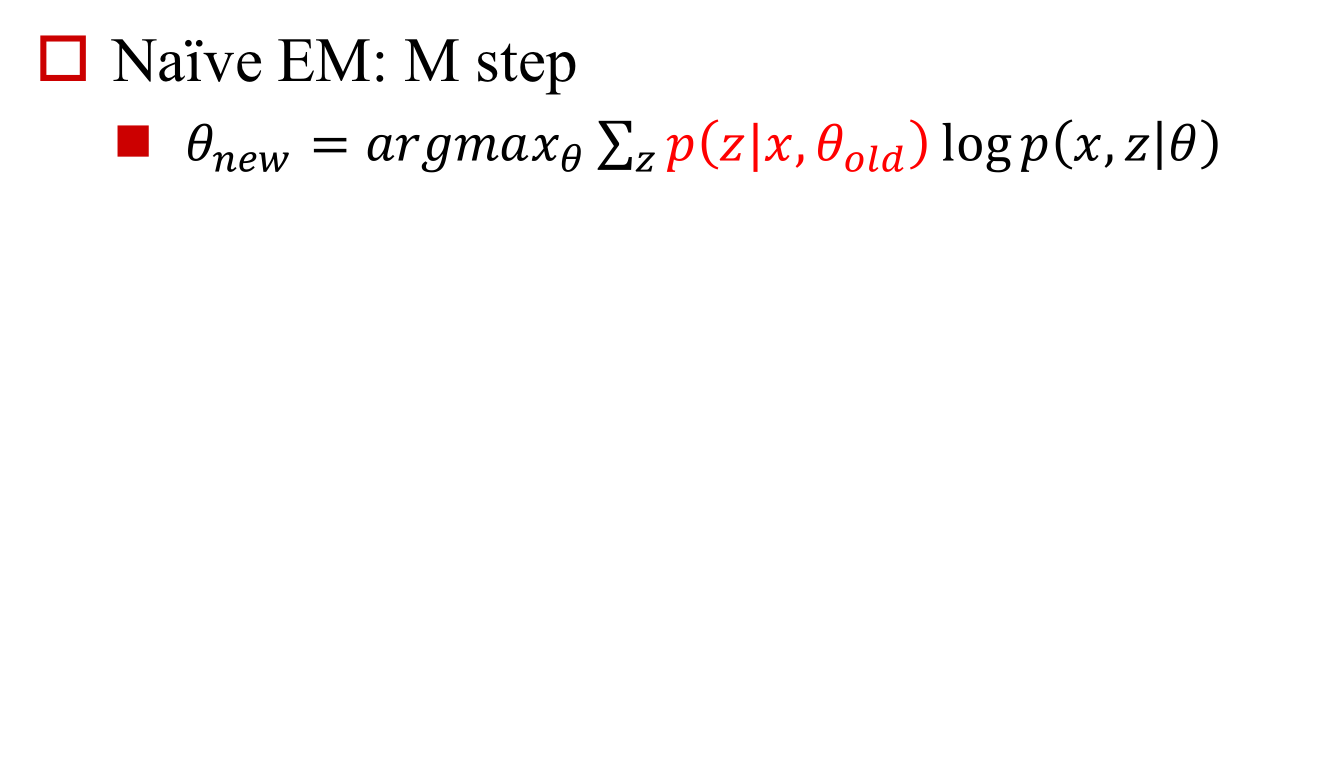 Naïve EM: M step
θ_new = argmax_θ ∑_z p(z|x, θ_old) log p(x, z|θ)